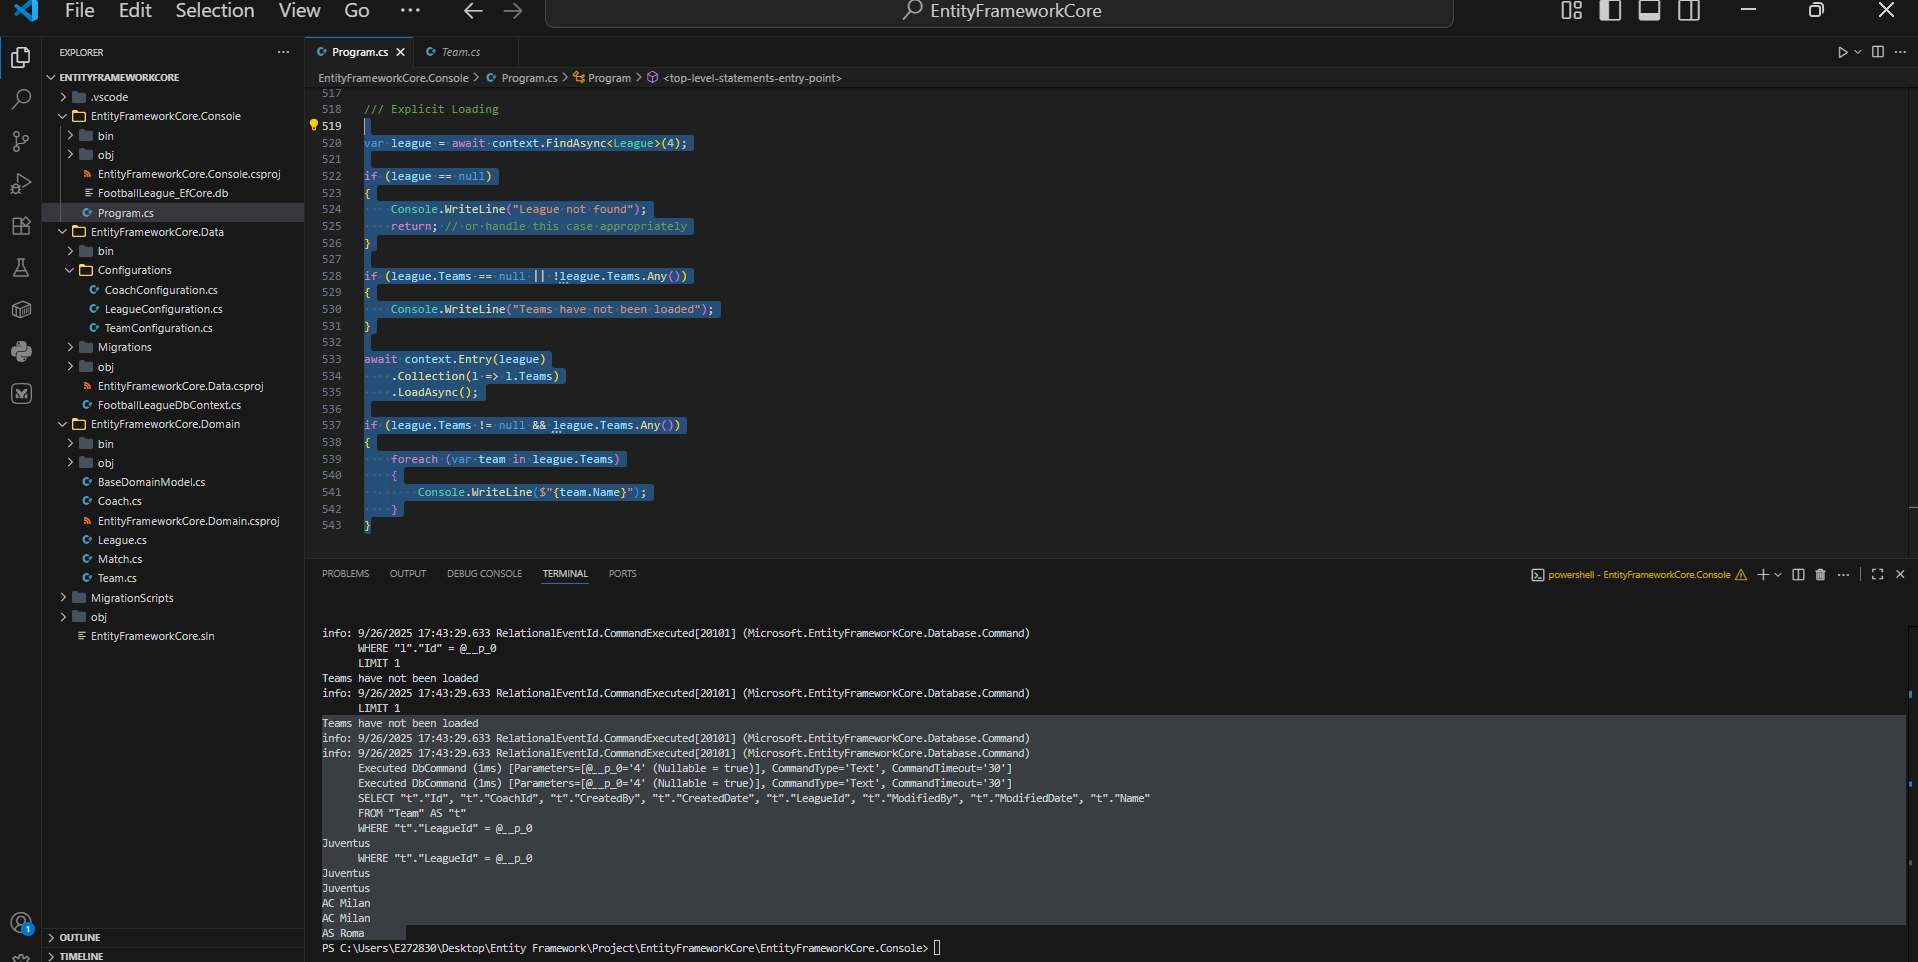 File Edit Selection View Go ··· EntityFrameworkCore
EXPLORER ···
ENTITYFRAMEWORKCORE
.vscode
EntityFrameworkCore.Console
bin
obj
EntityFrameworkCore.Console.csproj
FootballLeague_EfCore.db
Program.cs
EntityFrameworkCore.Data
bin
Configurations
CoachConfiguration.cs
LeagueConfiguration.cs
TeamConfiguration.cs
Migrations
obj
EntityFrameworkCore.Data.csproj
FootballLeagueDbContext.cs
EntityFrameworkCore.Domain
bin
obj
BaseDomainModel.cs
Coach.cs
EntityFrameworkCore.Domain.csproj
League.cs
Match.cs
Team.cs
MigrationScripts
obj
EntityFrameworkCore.sln
OUTLINE
TIMELINE
1
Program.cs Team.cs
EntityFrameworkCore.Console > Program.cs > Program > <top-level-statements-entry-point>
517
518 /// Explicit Loading
519
520 var league = await context.FindAsync<League>(4);
521
522 if (league == null)
523 {
524 Console.WriteLine("League not found");
525 return; // or handle this case appropriately
526 }
527
528 if (league.Teams == null || !league.Teams.Any())
529 {
530 Console.WriteLine("Teams have not been loaded");
531 }
532
533 await context.Entry(league)
534 .Collection(l => l.Teams)
535 .LoadAsync();
536
537 if (league.Teams != null && league.Teams.Any())
538 {
539 foreach (var team in league.Teams)
540 {
541 Console.WriteLine($"{team.Name}");
542 }
543 }
PROBLEMS OUTPUT DEBUG CONSOLE TERMINAL PORTS powershell - EntityFrameworkCore.Console
info: 9/26/2025 17:43:29.633 RelationalEventId.CommandExecuted[20101] (Microsoft.EntityFrameworkCore.Database.Command)
WHERE "l"."Id" = @__p_0
LIMIT 1
Teams have not been loaded
info: 9/26/2025 17:43:29.633 RelationalEventId.CommandExecuted[20101] (Microsoft.EntityFrameworkCore.Database.Command)
LIMIT 1
Teams have not been loaded
info: 9/26/2025 17:43:29.633 RelationalEventId.CommandExecuted[20101] (Microsoft.EntityFrameworkCore.Database.Command)
info: 9/26/2025 17:43:29.633 RelationalEventId.CommandExecuted[20101] (Microsoft.EntityFrameworkCore.Database.Command)
Executed DbCommand (1ms) [Parameters=[@__p_0='4' (Nullable = true)], CommandType='Text', CommandTimeout='30']
Executed DbCommand (1ms) [Parameters=[@__p_0='4' (Nullable = true)], CommandType='Text', CommandTimeout='30']
SELECT "t"."Id", "t"."CoachId", "t"."CreatedBy", "t"."CreatedDate", "t"."LeagueId", "t"."ModifiedBy", "t"."ModifiedDate", "t"."Name"
FROM "Team" AS "t"
WHERE "t"."LeagueId" = @__p_0
Juventus
WHERE "t"."LeagueId" = @__p_0
Juventus
Juventus
AC Milan
AC Milan
AS Roma
PS C:\Users\E272830\Desktop\Entity Framework\Project\EntityFrameworkCore\EntityFrameworkCore.Console>